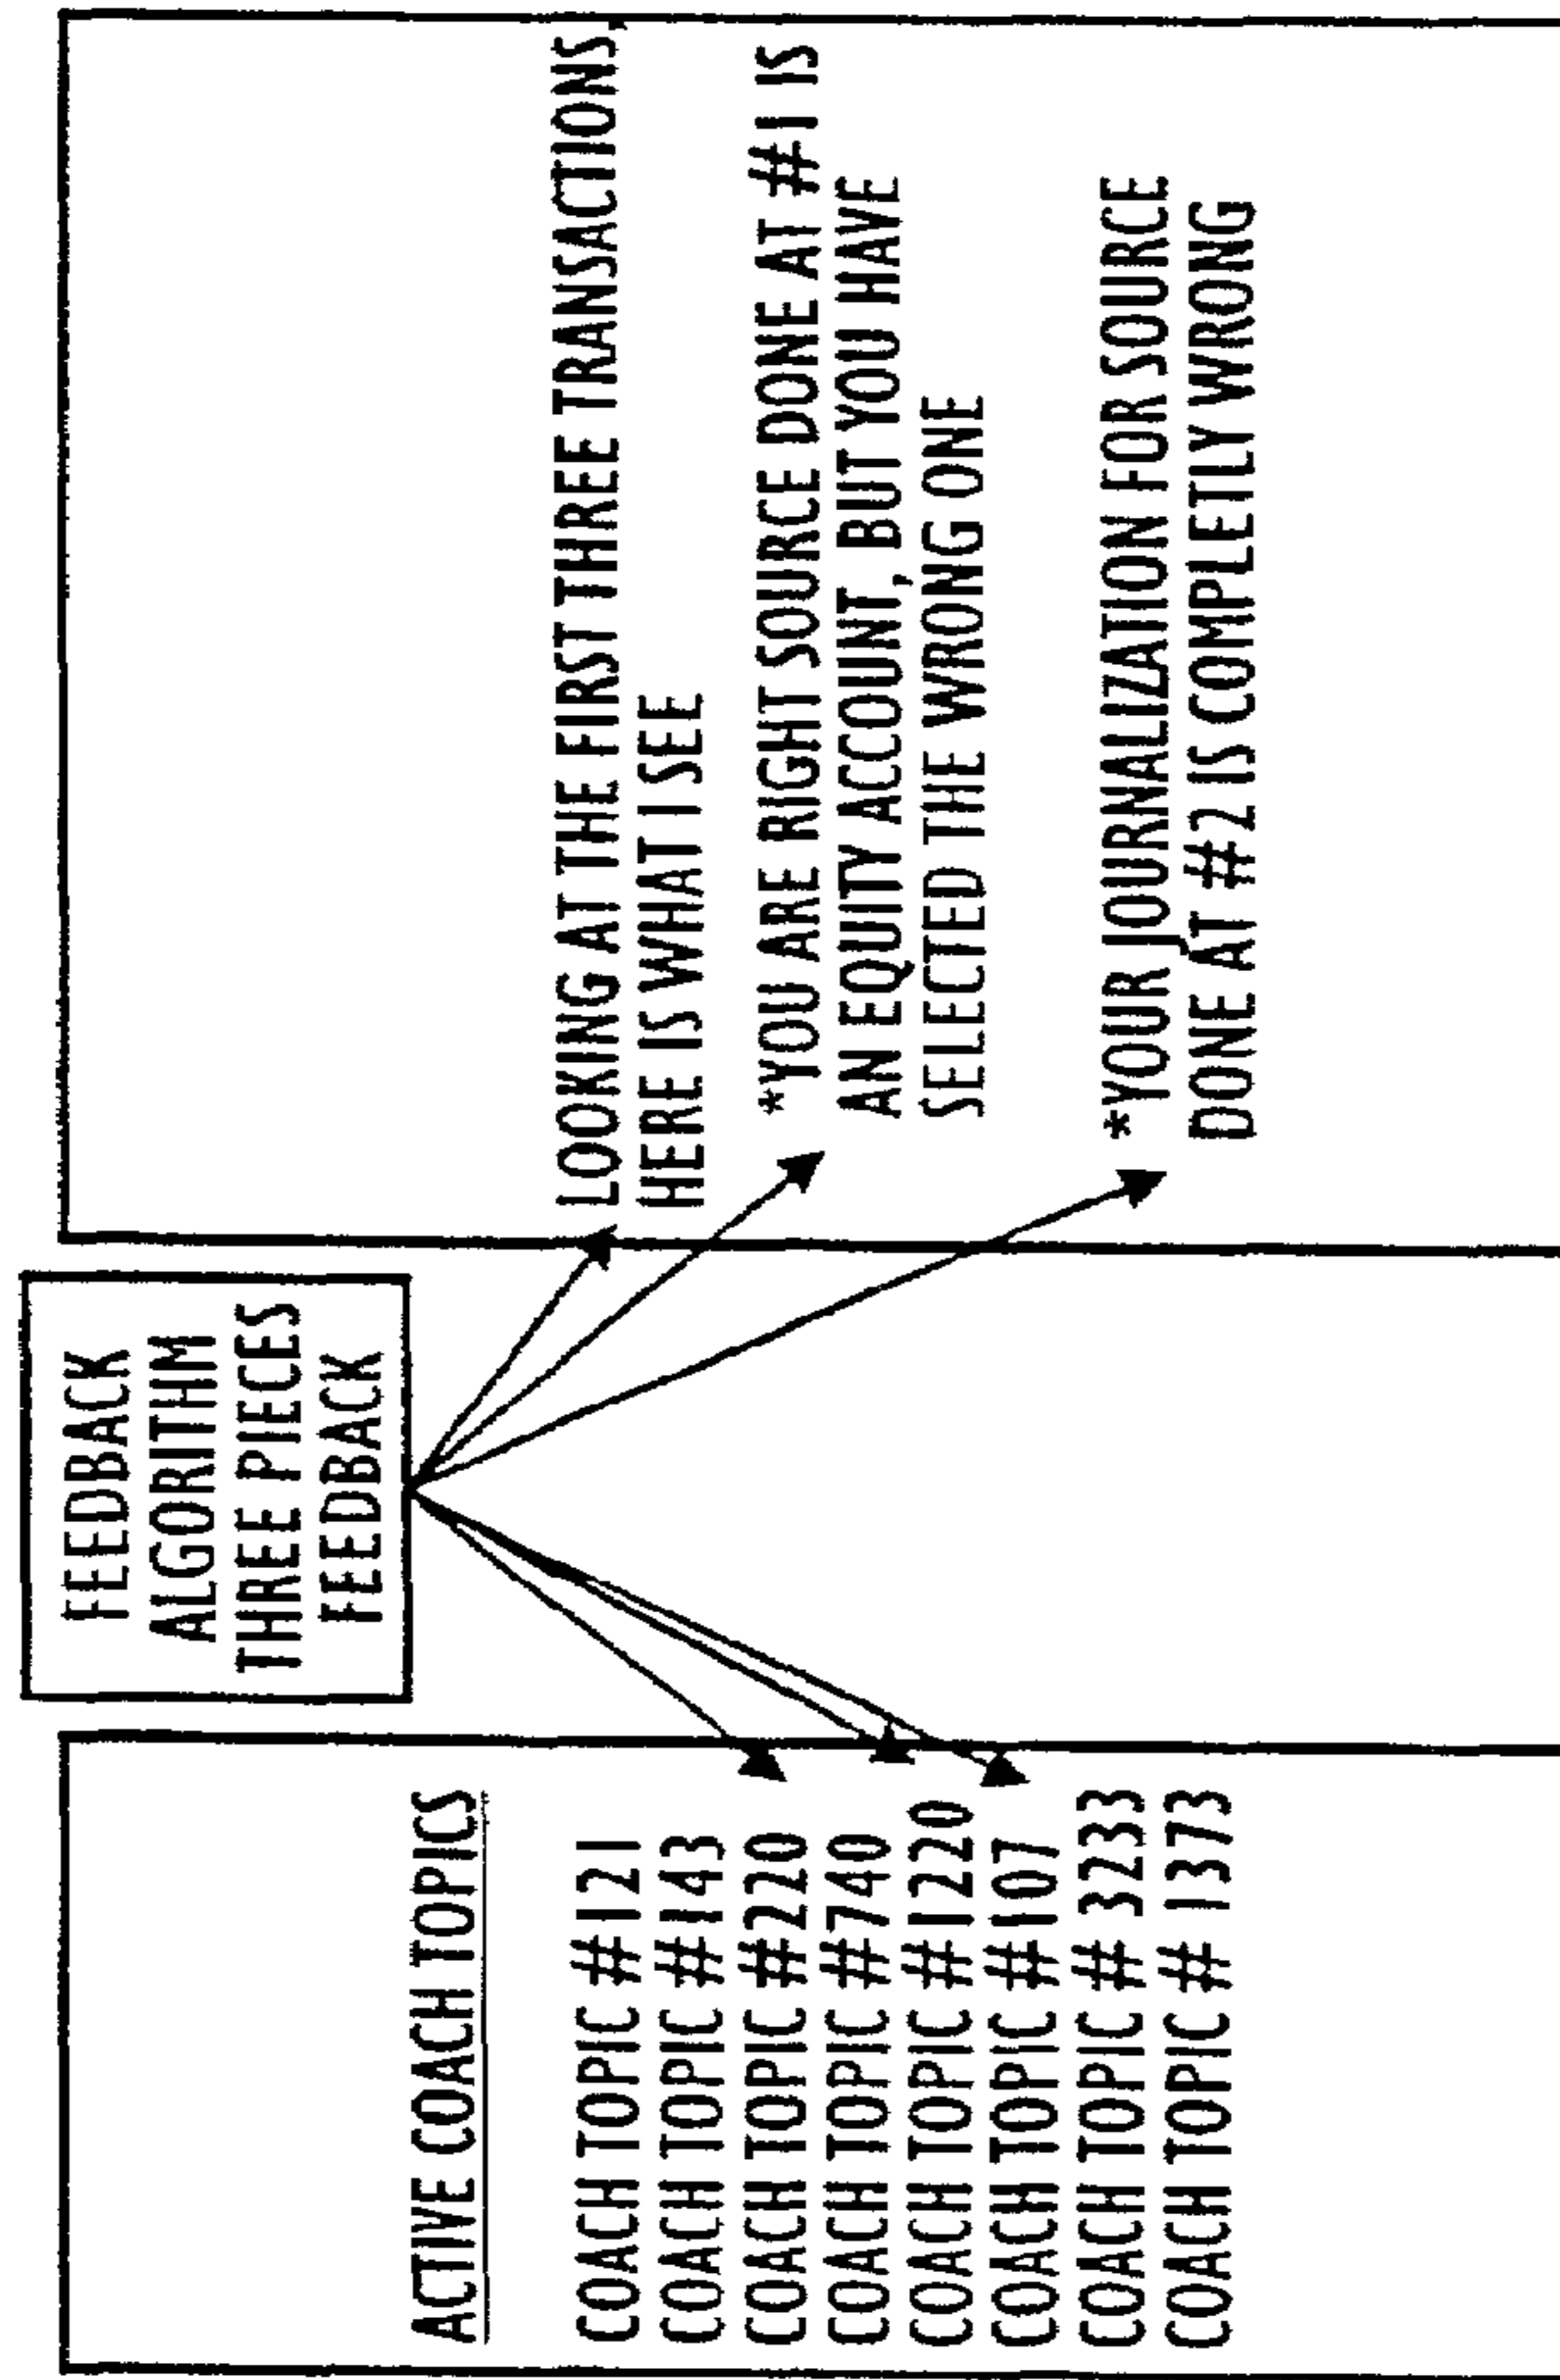 ACTIVE COACH TOPICS
COACH TOPIC #121
COACH TOPIC #143
COACH TOPIC #220
COACH TOPIC #740
COACH TOPIC #1220
COACH TOPIC #107
COACH TOPIC # 3233
COACH TOPIC # 1373
FEEDBACK
ALGORITHM
THREE PIECES
FEEDBACK
LOOKING AT THE FIRST THREE TRANSACTIONS,
HERE IS WHAT I SEE
*YOU ARE RIGHT SOURCE DONE AT #1 IS
AN EQUITY ACCOUNT, BUT YOU HAVE
SELECTED THE WRONG ONE
*YOUR JOURNALIZATION FOR SOURCE
DONE AT #2 IS COMPLETILY WRONG